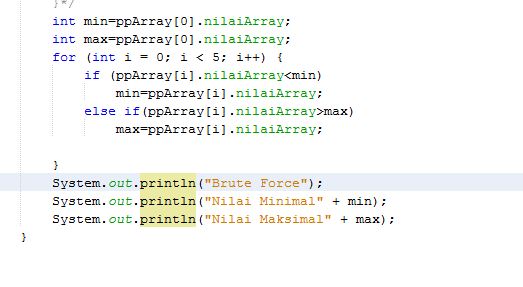 }*/
int min=ppArray[0].nilaiArray;
int max=ppArray[0].nilaiArray;
for (int i = 0; i < 5; i++) {
if (ppArray[i].nilaiArray<min)
min=ppArray[i].nilaiArray;
else if(ppArray[i].nilaiArray>max)
max=ppArray[i].nilaiArray;
}
System.out.println("Brute Force");
System.out.println("Nilai Minimal" + min);
System.out.println("Nilai Maksimal" + max);
}